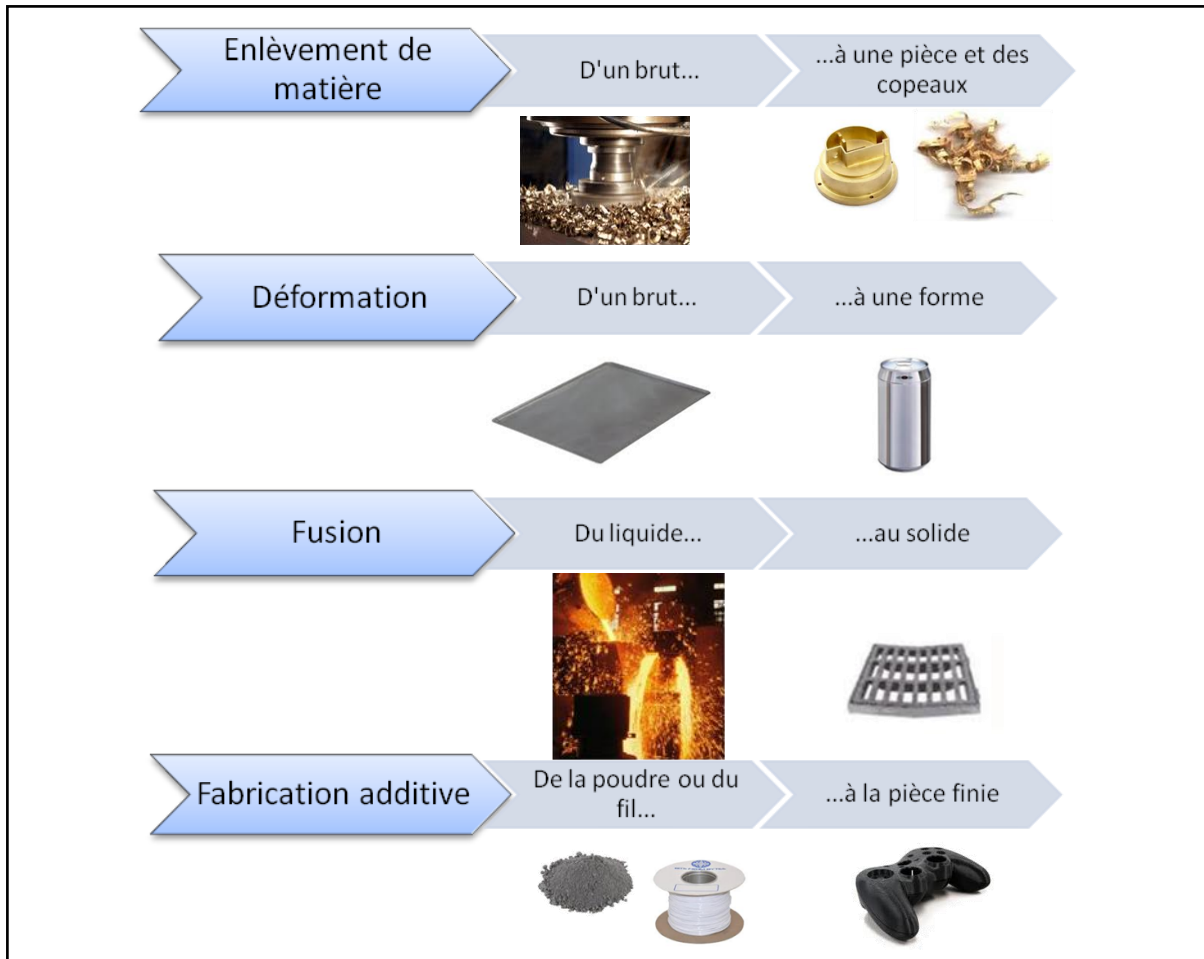 Enlèvement de
matière
D'un brut...
...à une pièce et des
copeaux
Déformation
D'un brut...
...à une forme
Fusion
Du liquide...
...au solide
Fabrication additive
De la poudre ou du
fil...
...à la pièce finie